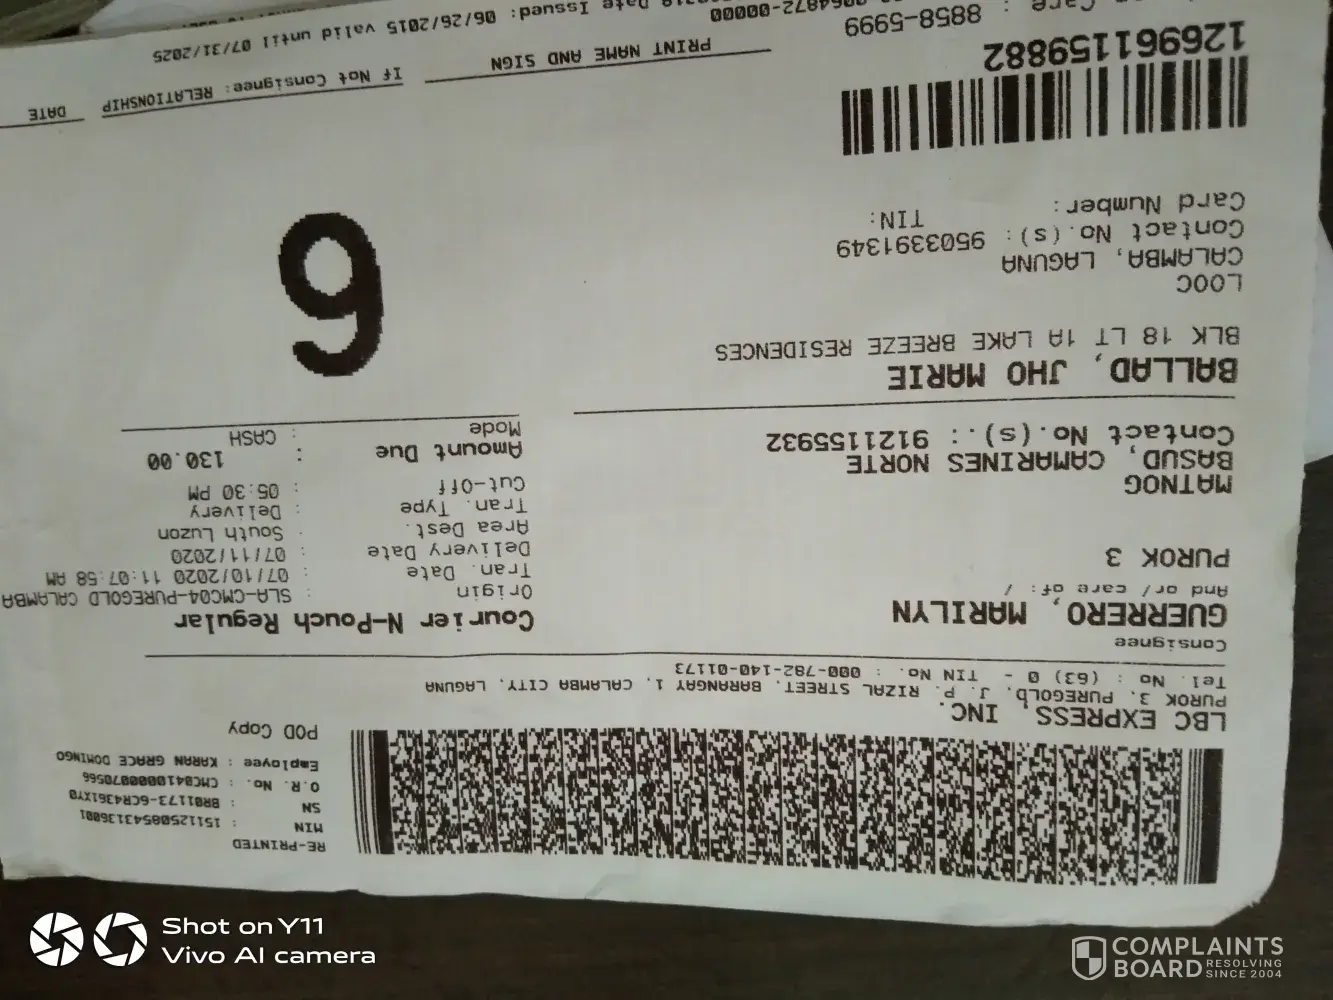 RE-PRINTED
MIN : 15112508543136001
SN : BR01173-6CR4361XY0
O.R. No. : CMC0410000070566
Employee : KARAN GRACE DOMINGO
POD Copy
LBC EXPRESS, INC.
PUROK 3, PUREGOLD, J. P. RIZAL STREET. BARANGAY 1, CALAMBA CITY, LAGUNA
Tel. No : (63) 0 - TIN No. : 000-782-140-01173
Consignee
GUERRERO, MARILYN
And or/ care of: /
PUROK 3
MATNOG
BASUD, CAMARINES NORTE
Contact No.(s).: 9121155932
Courier N-Pouch Regular
Origin : SLA-CMC04-PUREGOLD CALAMBA
Tran. Date : 07/10/2020 11:07:58 AM
Delivery Date : 07/11/2020
Area Dest. : South Luzon
Tran. Type : Delivery
Cut-Off : 05:30 PM
Amount Due : 130.00
Mode : CASH
BALLAD, JHO MARIE
BLK 18 LT 1A LAKE BREEZE RESIDENCES
LOOC
CALAMBA, LAGUNA
Contact No.(s): 9503391349
Card Number: TIN:
6
126961159882
8858-5999
PRINT NAME AND SIGN
If Not Consignee: RELATIONSHIP
DATE
Date Issued: 06/26/2015 valid until 07/31/2025
Shot on Y11
Vivo AI camera
COMPLAINTS
BOARD RESOLVING
SINCE 2004